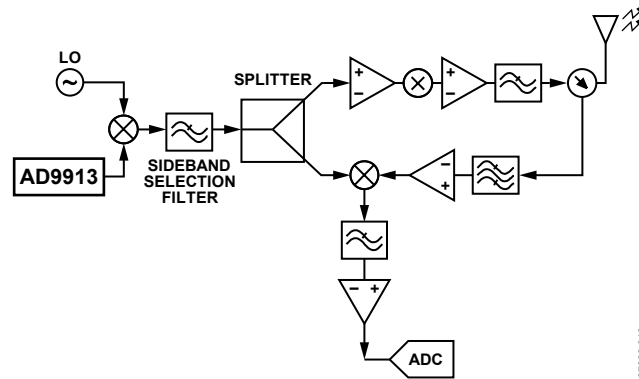 LO
SPLITTER
AD9913
SIDEBAND
SELECTION
FILTER
ADC